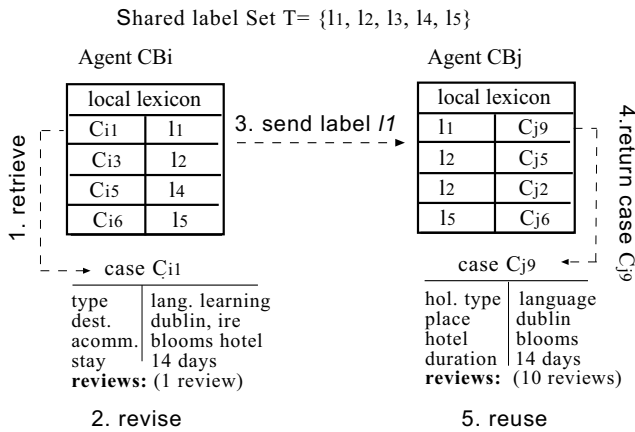 Shared label Set T= {l1, l2, l3, l4, l5}
Agent CBi
Agent CBj
local lexicon
Ci1 l1
Ci3 l2
Ci5 l4
Ci6 l5
1. retrieve
3. send label l1
local lexicon
l1 Cj9
l2 Cj5
l2 Cj2
l5 Cj6
4.return case Cj9
case Ci1
type lang. learning
dest. dublin, ire
acomm. blooms hotel
stay 14 days
reviews: (1 review)
2. revise
case Cj9
hol. type language
place dublin
hotel blooms
duration 14 days
reviews: (10 reviews)
5. reuse